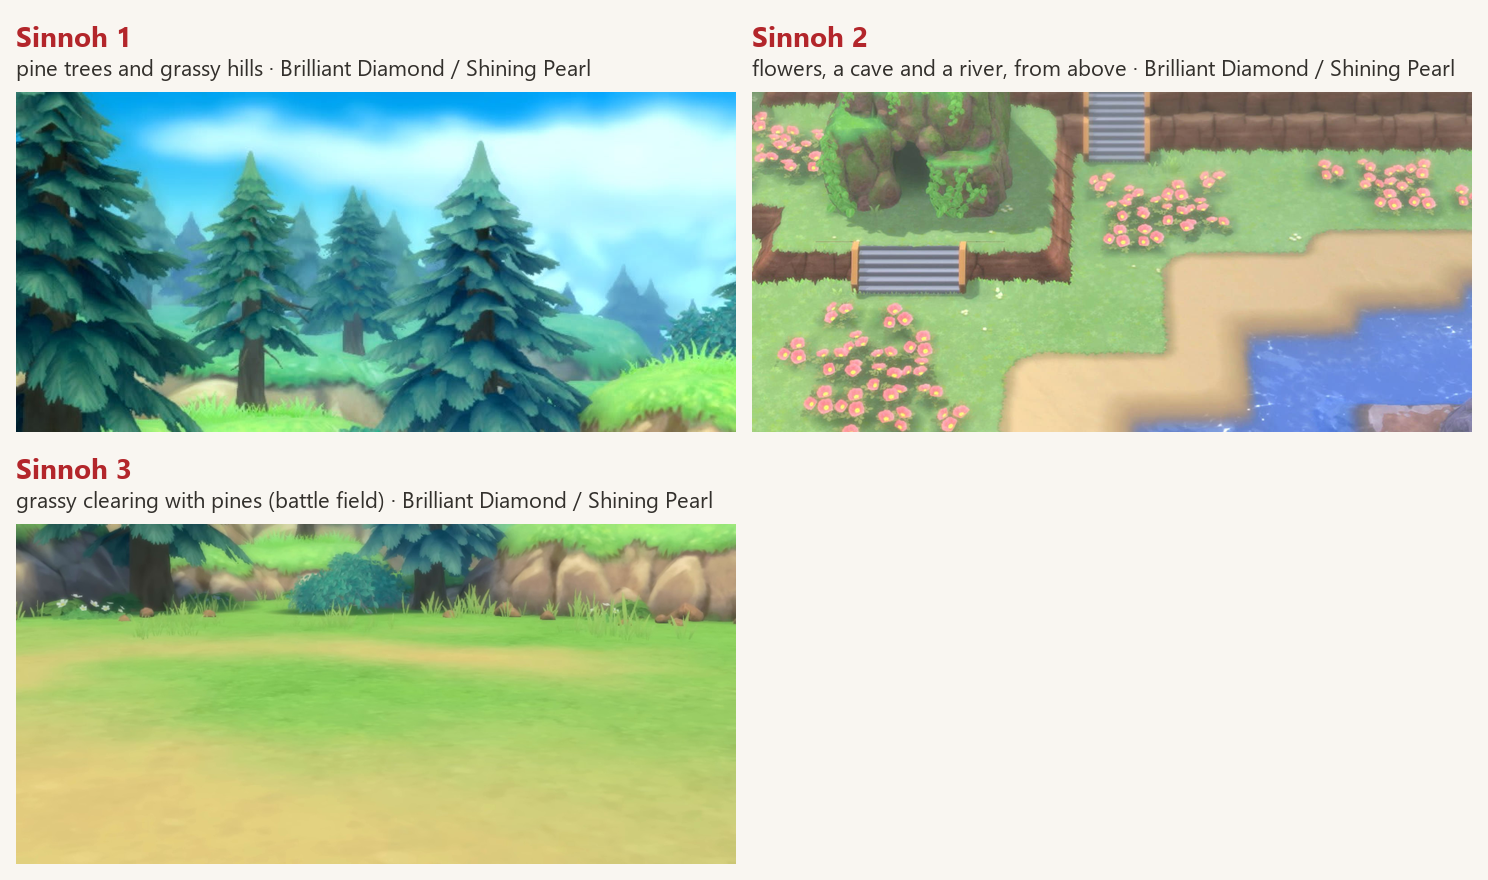 Sinnoh 1
pine trees and grassy hills · Brilliant Diamond / Shining Pearl
Sinnoh 2
flowers, a cave and a river, from above · Brilliant Diamond / Shining Pearl
Sinnoh 3
grassy clearing with pines (battle field) · Brilliant Diamond / Shining Pearl